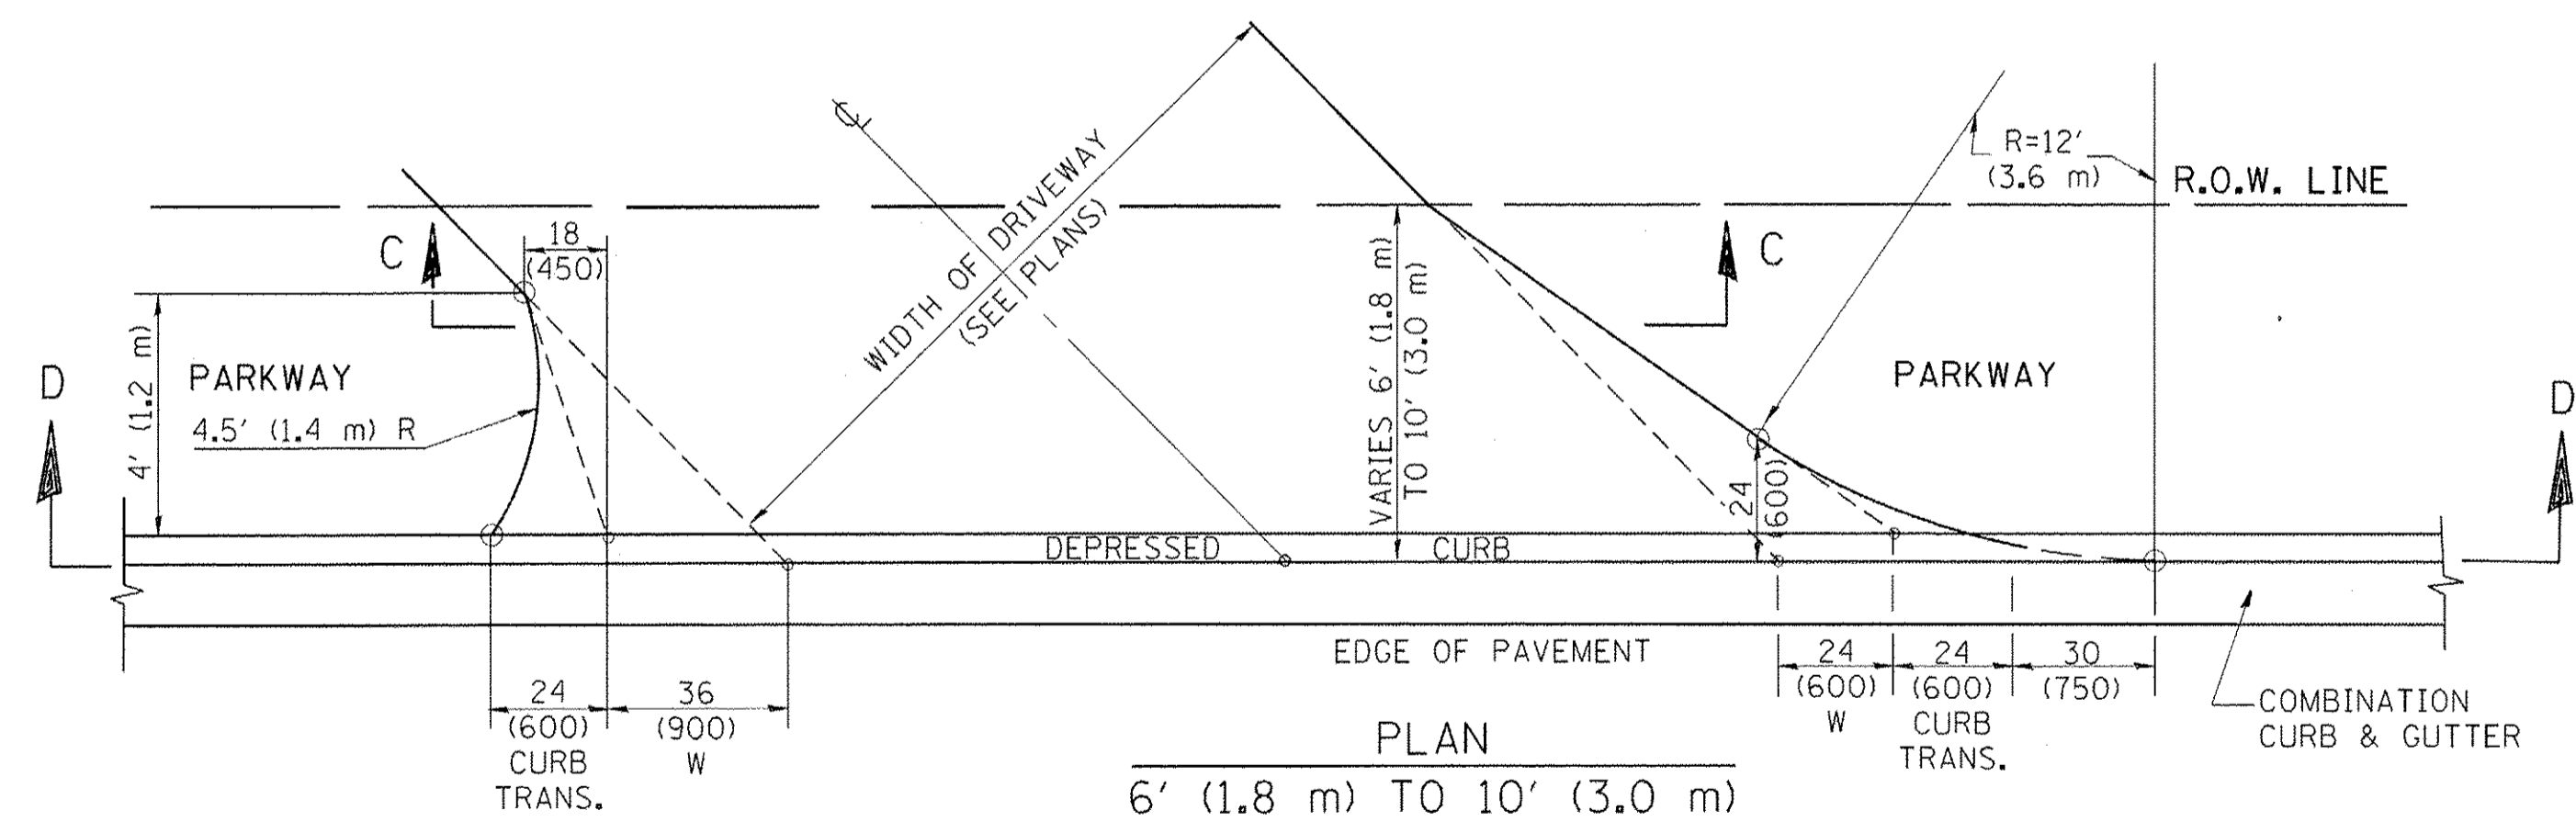 ℄
R=12'
(3.6 m)
R.O.W. LINE
C
18
(450)
WIDTH OF DRIVEWAY
(SEE PLANS)
C
VARIES 6' (1.8 m)
TO 10' (3.0 m)
4' (1.2 m)
D
PARKWAY
4.5' (1.4 m) R
PARKWAY
D
24
(600)
DEPRESSED CURB
EDGE OF PAVEMENT
24
(600)
CURB
TRANS.
36
(900)
W
24
(600)
W
24
(600)
CURB
TRANS.
30
(750)
COMBINATION
CURB & GUTTER
PLAN
6' (1.8 m) TO 10' (3.0 m)